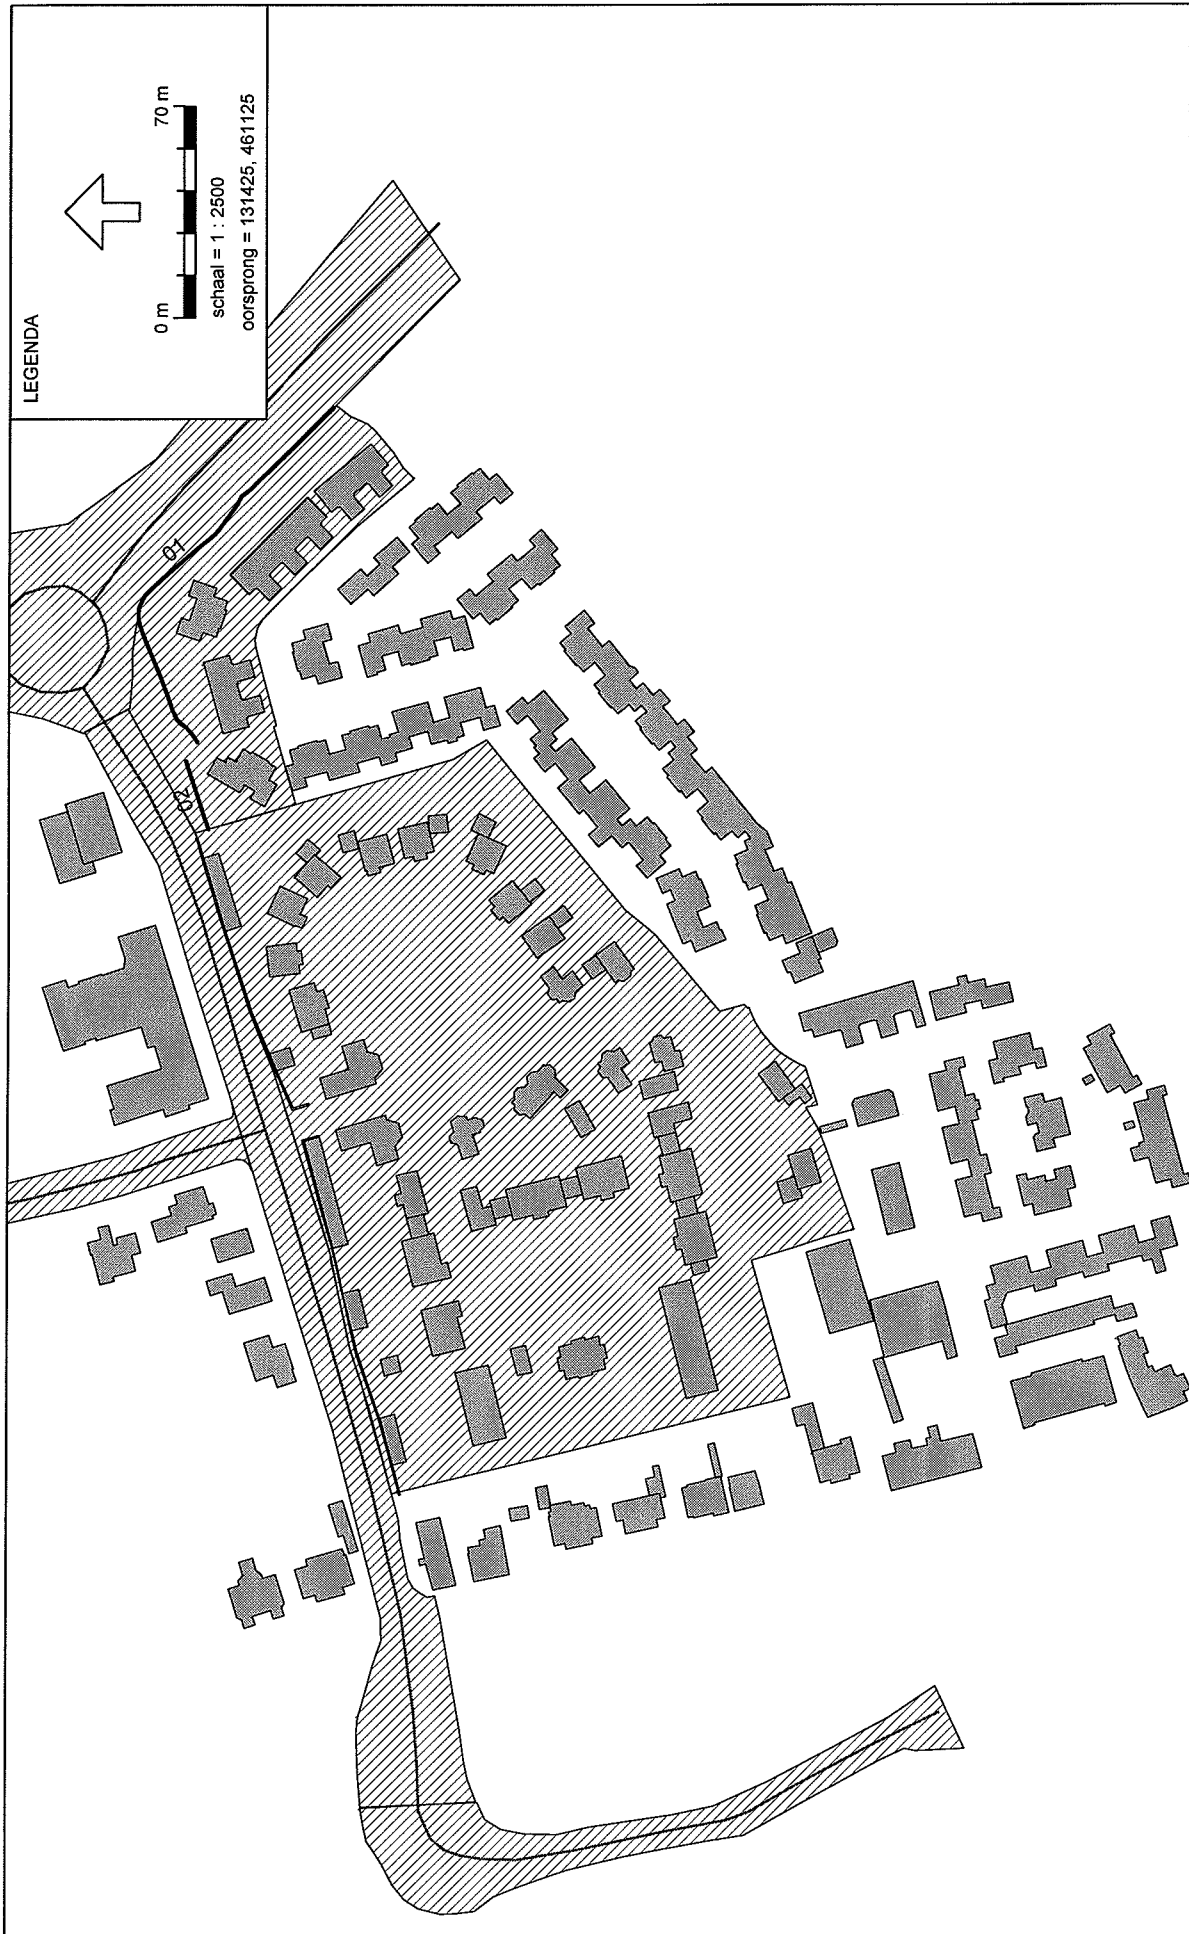 LEGENDA
0 m 70 m
schaal = 1 : 2500
oorsprong = 131425, 461125
01
02